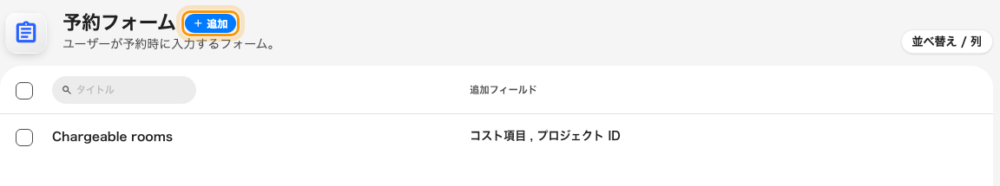 予約フォーム
+ 追加
ユーザーが予約時に入力するフォーム。
並べ替え / 列
タイトル
追加フィールド
Chargeable rooms
コスト項目 , プロジェクト ID